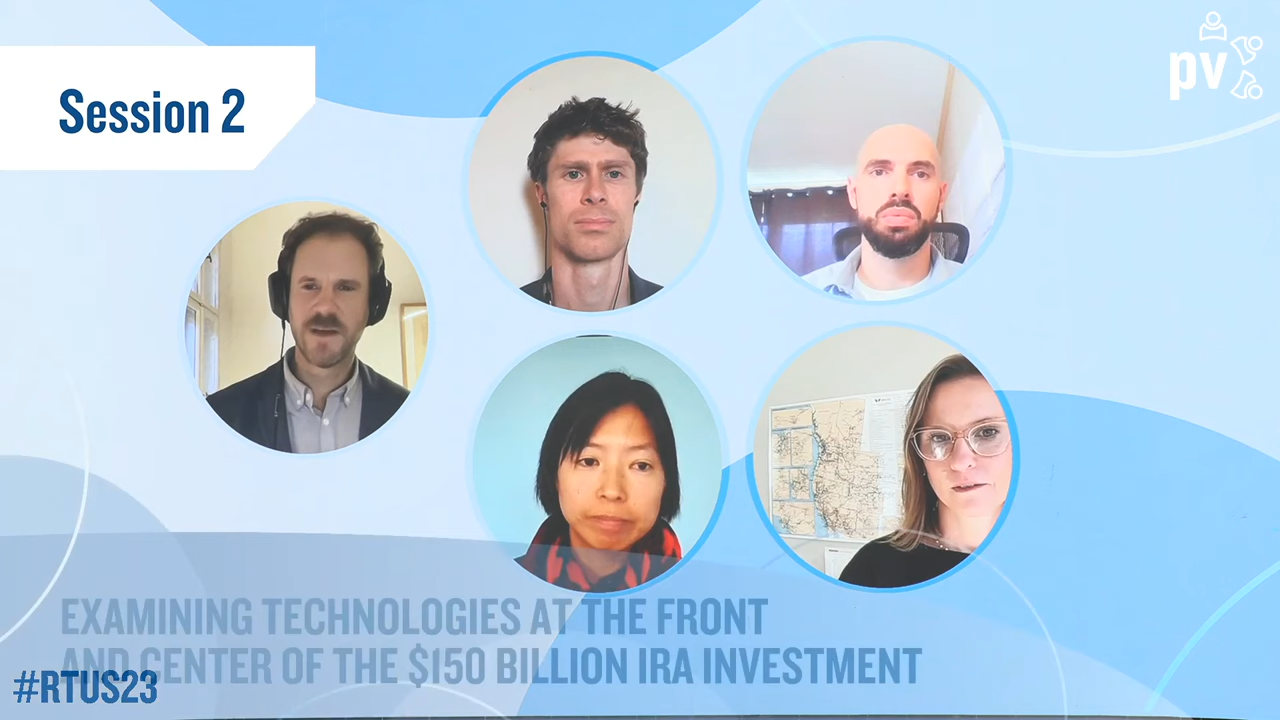 Session 2
pv
EXAMINING TECHNOLOGIES AT THE FRONT
AND CENTER OF THE $150 BILLION IRA INVESTMENT
#RTUS23